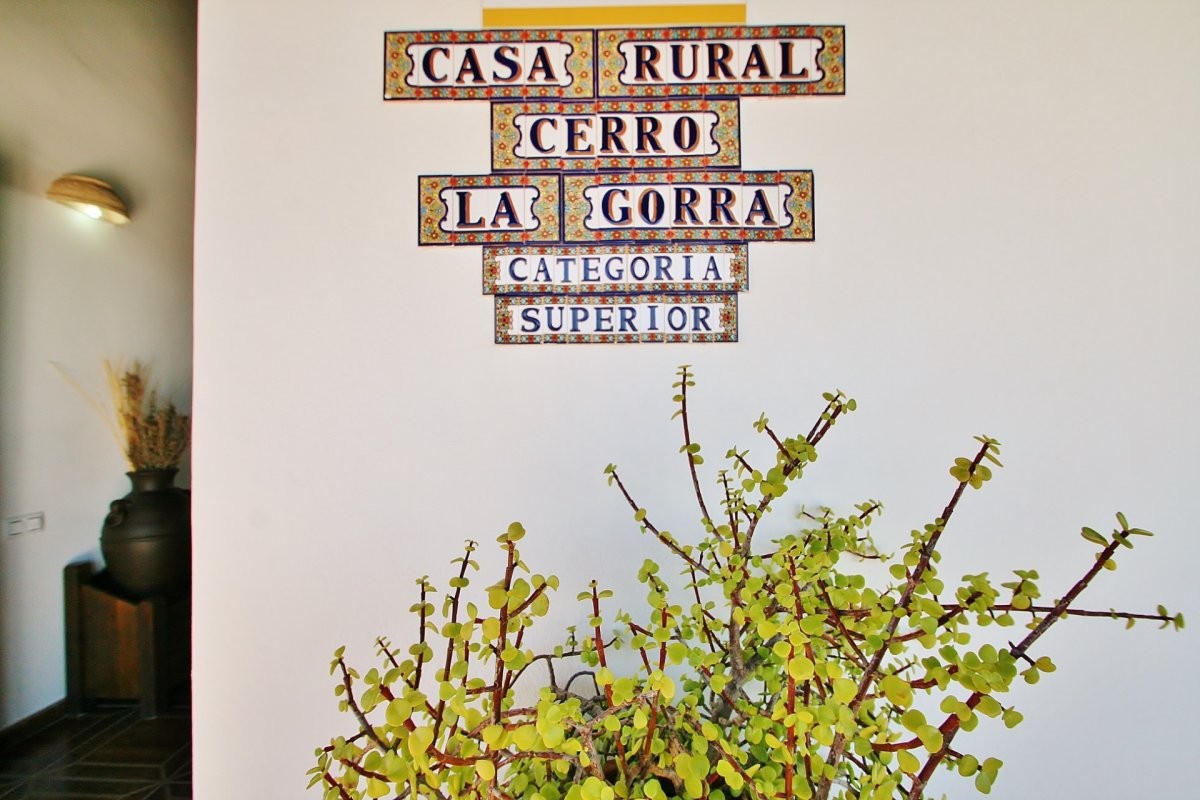 CASA RURAL
CERRO
LA GORRA
CATEGORIA
SUPERIOR